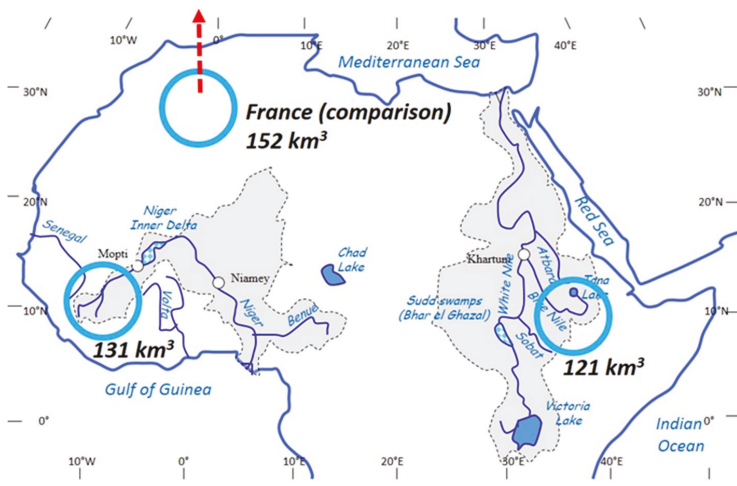 10°W
0°
10°E
20°E
30°E
40°E
Mediterranean Sea
30°N
30°N
France (comparison)
152 km³
20°N
20°N
Niger
Inner Delta
Senegal
Mopti
Niamey
Chad
Lake
Red Sea
Khartum
Atbara
Tana
Lake
White Nile
Blue Nile
Sudd swamps
(Bhar el Ghazal)
10°N
10°N
Volta
Niger
Benuel
Sobat
131 km³
121 km³
Gulf of Guinea
Victoria
Lake
Indian
Ocean
0°
0°
10°W
0°
10°E
20°E
30°E
40°E